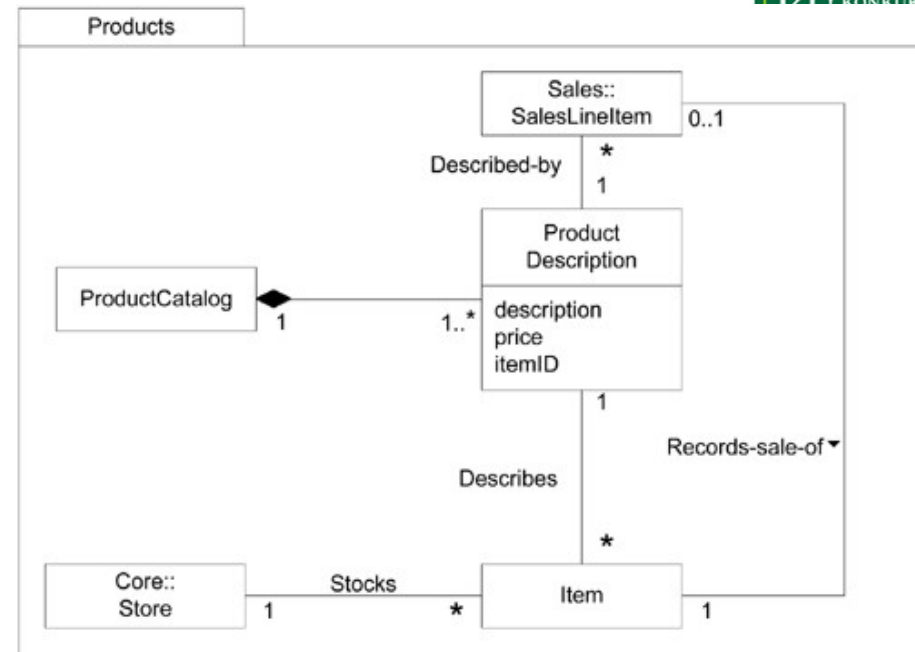 Products
Sales::
SalesLineItem
0..1
Described-by
*
1
Product
Description
ProductCatalog
1
1..*
description
price
itemID
1
Records-sale-of
Describes
*
Core::
Store
Stocks
1
*
Item
1